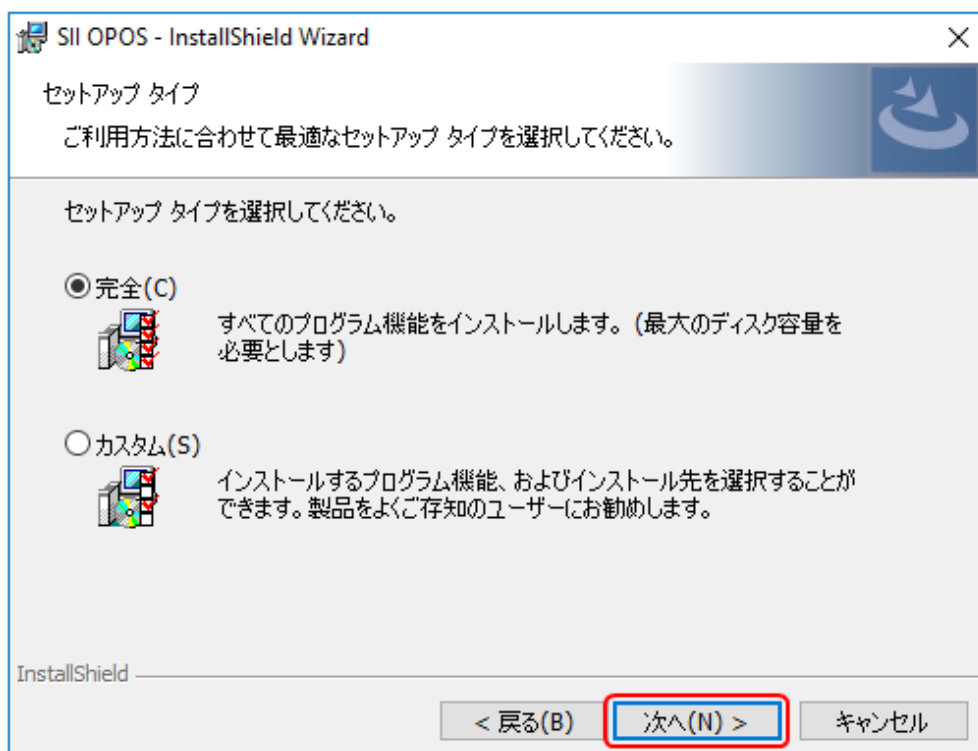 SII OPOS - InstallShield Wizard
セットアップ タイプ
ご利用方法に合わせて最適なセットアップ タイプを選択してください。
セットアップ タイプを選択してください。
完全(C)
すべてのプログラム機能をインストールします。(最大のディスク容量を
必要とします)
カスタム(S)
インストールするプログラム機能、およびインストール先を選択することが
できます。製品をよくご存知のユーザーにお勧めします。
InstallShield
< 戻る(B) 次へ(N) > キャンセル